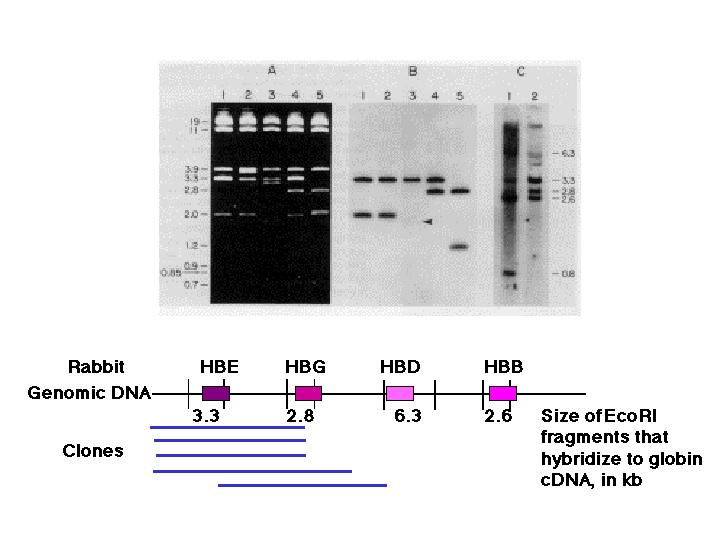 A B C
1 2 3 4 5 1 2 3 4 5 1 2
19
11
3.9
3.3
2.8
2.0
1.2
0.9
0.85
0.7
6.3
3.3
2.8
2.6
0.8
Rabbit HBE HBG HBD HBB
Genomic DNA
3.3 2.8 6.3 2.6 Size of EcoRI
fragments that
Clones hybridize to globin
cDNA, in kb